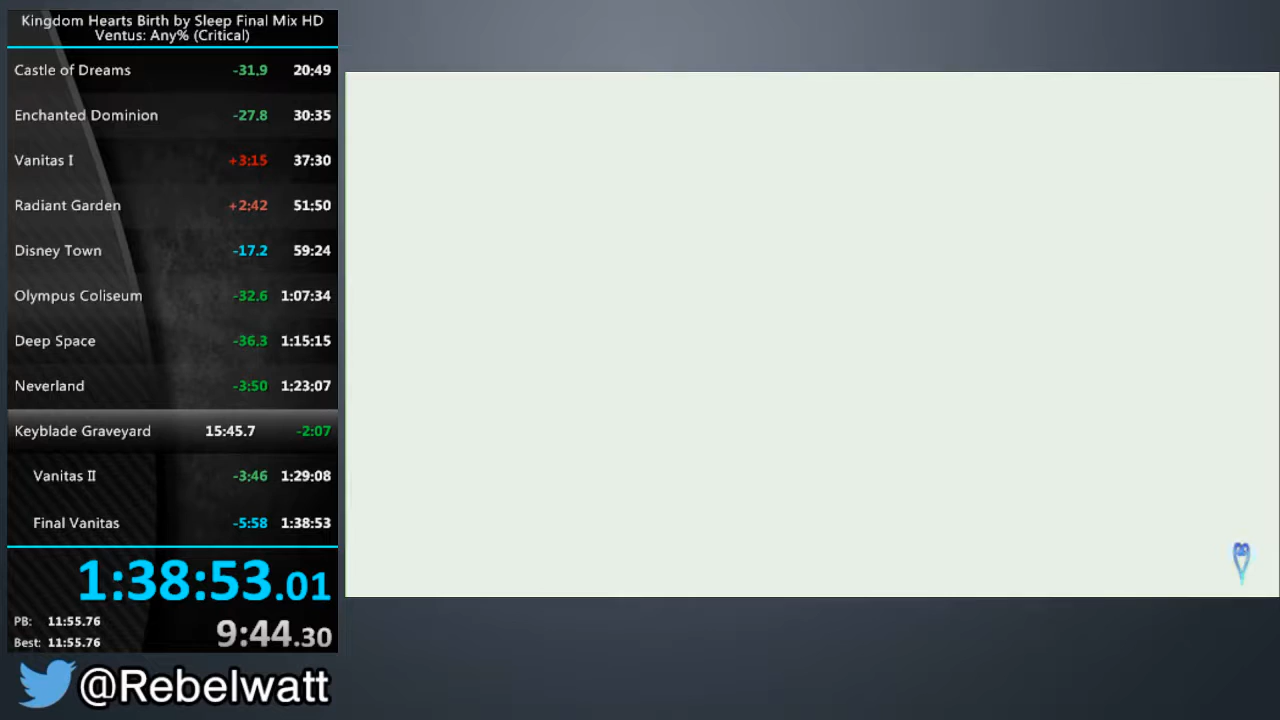 Kingdom Hearts Birth by Sleep Final Mix HD
Ventus: Any% (Critical)
Castle of Dreams -31.9 20:49
Enchanted Dominion -27.8 30:35
Vanitas I +3:15 37:30
Radiant Garden +2:42 51:50
Disney Town -17.2 59:24
Olympus Coliseum -32.6 1:07:34
Deep Space -36.3 1:15:15
Neverland -3:50 1:23:07
Keyblade Graveyard 15:45.7 -2:07
Vanitas II -3:46 1:29:08
Final Vanitas -5:58 1:38:53
1:38:53.01
PB: 11:55.76
Best: 11:55.76
9:44.30
@Rebelwatt